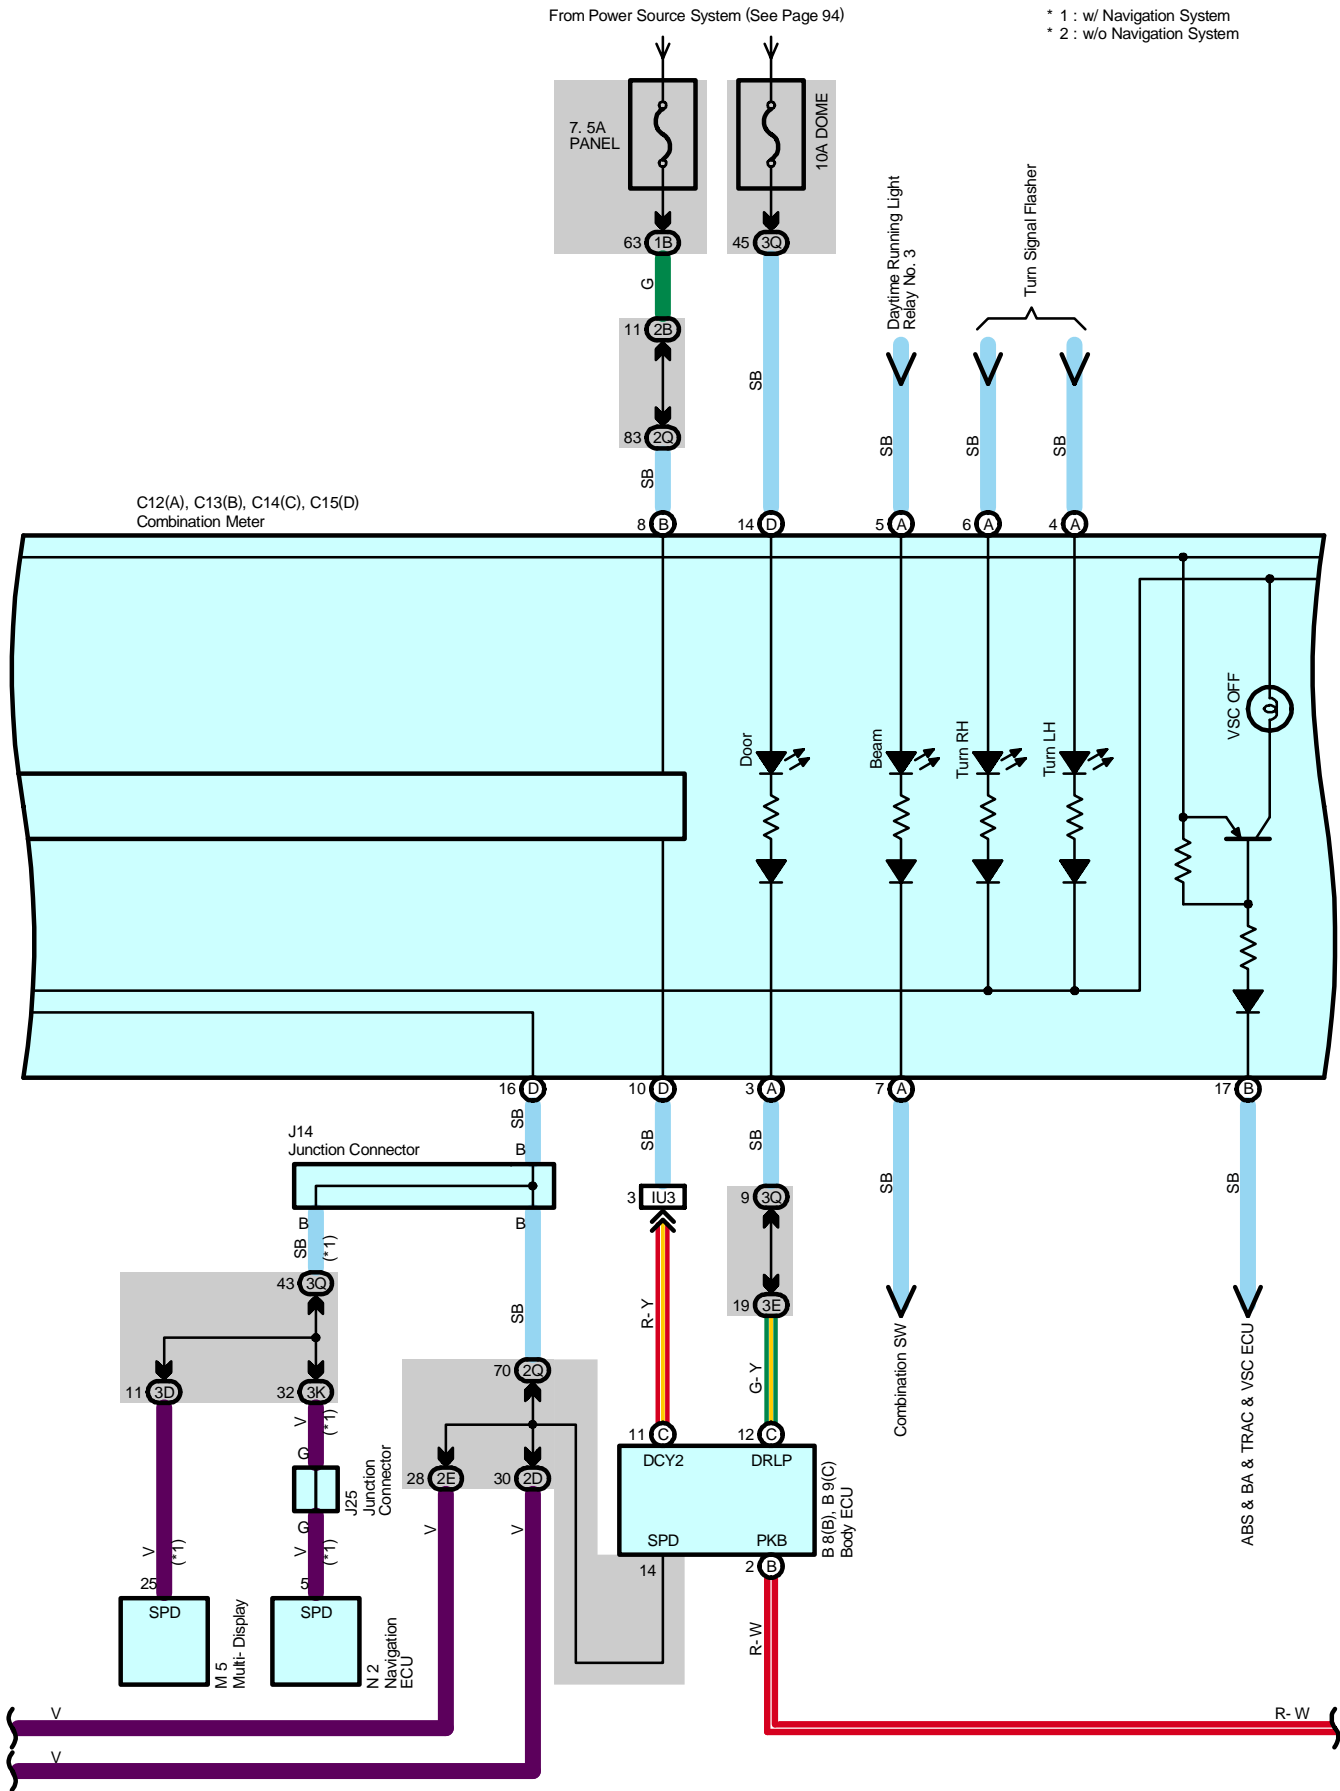 From Power Source System (See Page 94)
* 1 : w/ Navigation System
* 2 : w/o Navigation System
7. 5A
PANEL
10A DOME
63 1B
45 3Q
G
11 2B
83 2Q
SB
SB
Daytime Running Light
Relay No. 3
Turn Signal Flasher
SB
SB
SB
C12(A), C13(B), C14(C), C15(D)
Combination Meter
8 B
14 D
5 A
6 A
4 A
Door
Beam
Turn RH
Turn LH
VSC OFF
16 D
10 D
3 A
7 A
17 B
SB
SB
SB
SB
SB
J14
Junction Connector
B
B
B
SB
(* 1)
3 IU3
9 3Q
43 3Q
19 3E
SB
R- Y
G- Y
11 3D
32 3K
70 2Q
28 2E
30 2D
V
(* 1)
G
J25
Junction
Connector
G
V
(* 1)
V
(* 1)
V
V
11 C
12 C
DCY2
DRLP
SPD
PKB
B 8(B), B 9(C)
Body ECU
14
2 B
Combination SW
ABS & BA & TRAC & VSC ECU
25
SPD
M 5
Multi- Display
5
SPD
N 2
Navigation
ECU
R- W
V
V
R- W